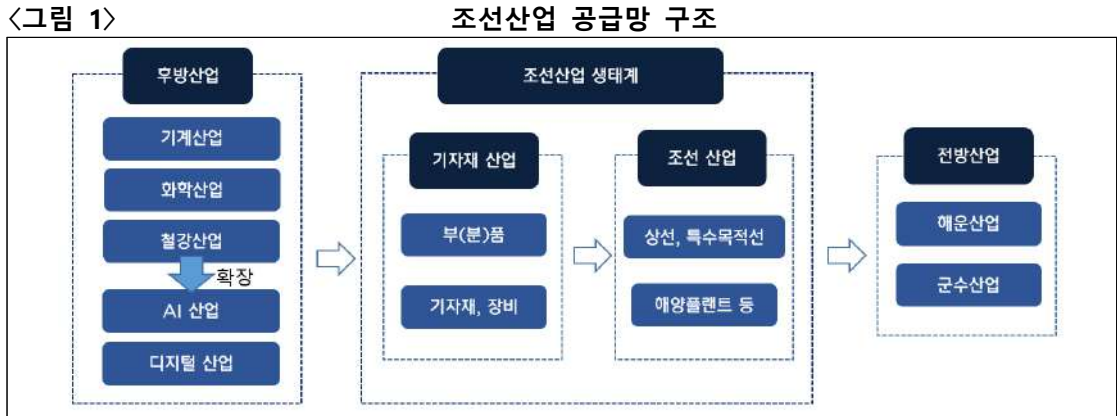 〈그림 1〉 조선산업 공급망 구조
후방산업
기계산업
화학산업
철강산업
확장
AI 산업
디지털 산업
조선산업 생태계
기자재 산업
부(분)품
기자재, 장비
조선 산업
상선, 특수목적선
해양플랜트 등
전방산업
해운산업
군수산업